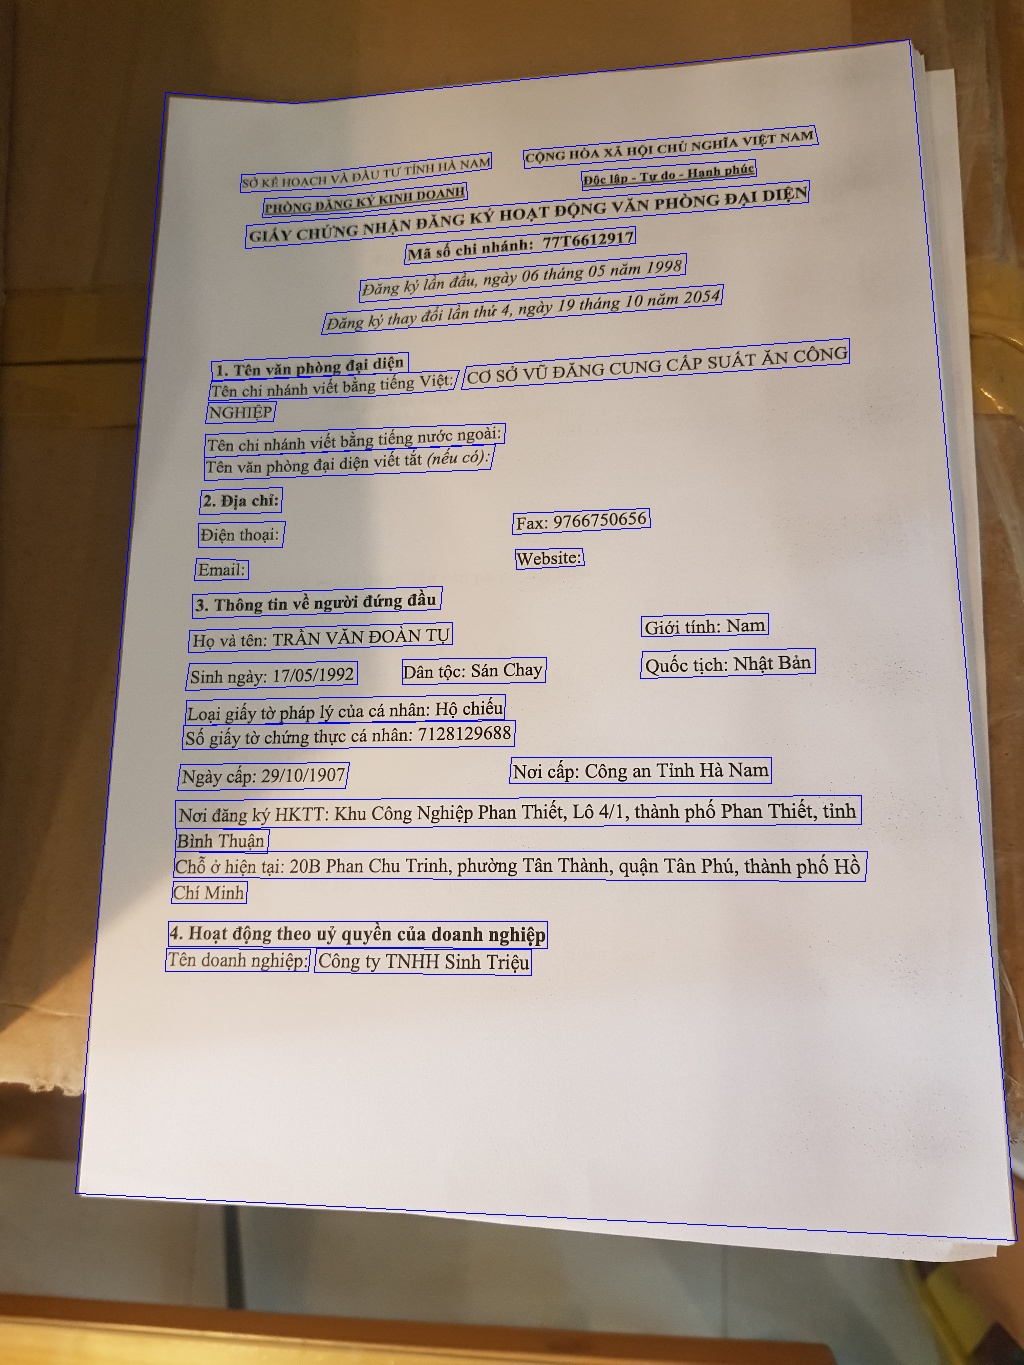 SỞ KẾ HOẠCH VÀ ĐẦU TƯ TỈNH HÀ NAM
CỘNG HÒA XÃ HỘI CHỦ NGHĨA VIỆT NAM
PHÒNG ĐĂNG KÝ KINH DOANH
Độc lập - Tự do - Hạnh phúc
GIẤY CHỨNG NHẬN ĐĂNG KÝ HOẠT ĐỘNG VĂN PHÒNG ĐẠI DIỆN
Mã số chi nhánh: 77T6612917
Đăng ký lần đầu, ngày 06 tháng 05 năm 1998
Đăng ký thay đổi lần thứ 4, ngày 19 tháng 10 năm 2054
1. Tên văn phòng đại diện
Tên chi nhánh viết bằng tiếng Việt: CƠ SỞ VŨ ĐĂNG CUNG CẤP SUẤT ĂN CÔNG
NGHIỆP
Tên chi nhánh viết bằng tiếng nước ngoài:
Tên văn phòng đại diện viết tắt (nếu có):
2. Địa chỉ:
Điện thoại: Fax: 9766750656
Email: Website:
3. Thông tin về người đứng đầu
Họ và tên: TRẦN VĂN ĐOÀN TỤ Giới tính: Nam
Sinh ngày: 17/05/1992 Dân tộc: Sán Chay Quốc tịch: Nhật Bản
Loại giấy tờ pháp lý của cá nhân: Hộ chiếu
Số giấy tờ chứng thực cá nhân: 7128129688
Ngày cấp: 29/10/1907 Nơi cấp: Công an Tỉnh Hà Nam
Nơi đăng ký HKTT: Khu Công Nghiệp Phan Thiết, Lô 4/1, thành phố Phan Thiết, tỉnh
Bình Thuận
Chỗ ở hiện tại: 20B Phan Chu Trinh, phường Tân Thành, quận Tân Phú, thành phố Hồ
Chí Minh
4. Hoạt động theo uỷ quyền của doanh nghiệp
Tên doanh nghiệp: Công ty TNHH Sinh Triệu